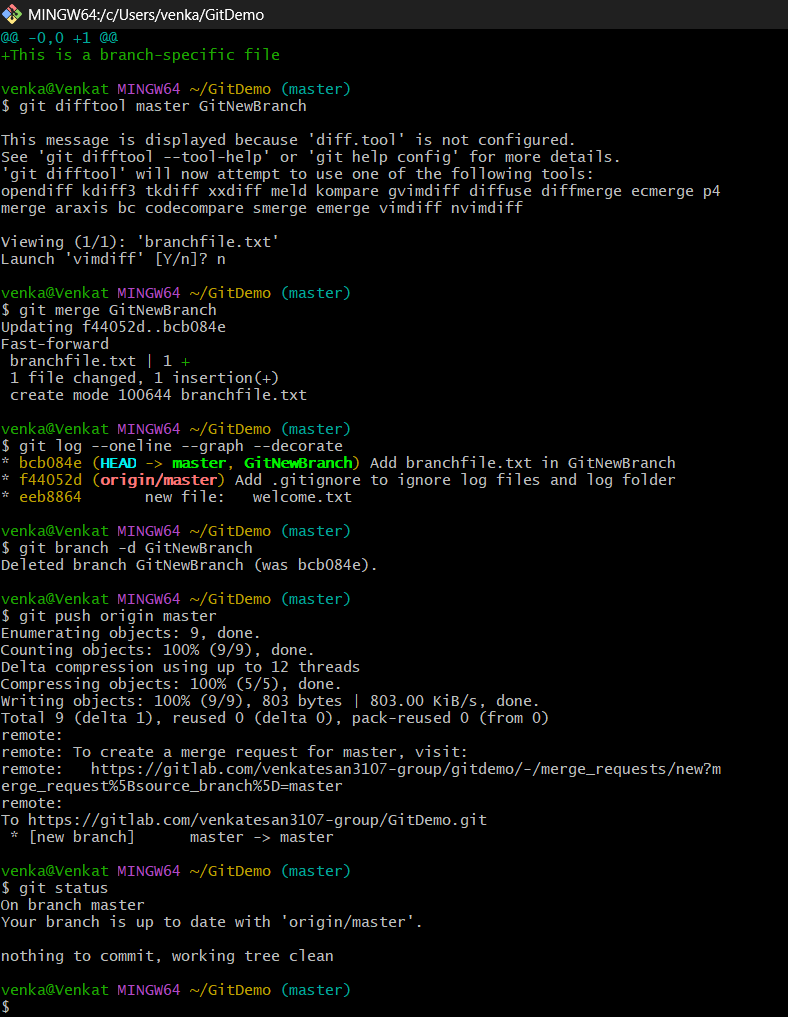 MINGW64:/c/Users/venka/GitDemo
@@ -0,0 +1 @@
+This is a branch-specific file
venka@Venkat MINGW64 ~/GitDemo (master)
$ git difftool master GitNewBranch
This message is displayed because 'diff.tool' is not configured.
See 'git difftool --tool-help' or 'git help config' for more details.
'git difftool' will now attempt to use one of the following tools:
opendiff kdiff3 tkdiff xxdiff meld kompare gvimdiff diffuse diffmerge ecmerge p4
merge araxis bc codecompare smerge emerge vimdiff nvimdiff
Viewing (1/1): 'branchfile.txt'
Launch 'vimdiff' [Y/n]? n
venka@Venkat MINGW64 ~/GitDemo (master)
$ git merge GitNewBranch
Updating f44052d..bcb084e
Fast-forward
 branchfile.txt | 1 +
 1 file changed, 1 insertion(+)
 create mode 100644 branchfile.txt
venka@Venkat MINGW64 ~/GitDemo (master)
$ git log --oneline --graph --decorate
* bcb084e (HEAD -> master, GitNewBranch) Add branchfile.txt in GitNewBranch
* f44052d (origin/master) Add .gitignore to ignore log files and log folder
* eeb8864       new file:   welcome.txt
venka@Venkat MINGW64 ~/GitDemo (master)
$ git branch -d GitNewBranch
Deleted branch GitNewBranch (was bcb084e).
venka@Venkat MINGW64 ~/GitDemo (master)
$ git push origin master
Enumerating objects: 9, done.
Counting objects: 100% (9/9), done.
Delta compression using up to 12 threads
Compressing objects: 100% (5/5), done.
Writing objects: 100% (9/9), 803 bytes | 803.00 KiB/s, done.
Total 9 (delta 1), reused 0 (delta 0), pack-reused 0 (from 0)
remote:
remote: To create a merge request for master, visit:
remote:   https://gitlab.com/venkatesan3107-group/gitdemo/-/merge_requests/new?m
erge_request%5Bsource_branch%5D=master
remote:
To https://gitlab.com/venkatesan3107-group/GitDemo.git
 * [new branch]      master -> master
venka@Venkat MINGW64 ~/GitDemo (master)
$ git status
On branch master
Your branch is up to date with 'origin/master'.
nothing to commit, working tree clean
venka@Venkat MINGW64 ~/GitDemo (master)
$